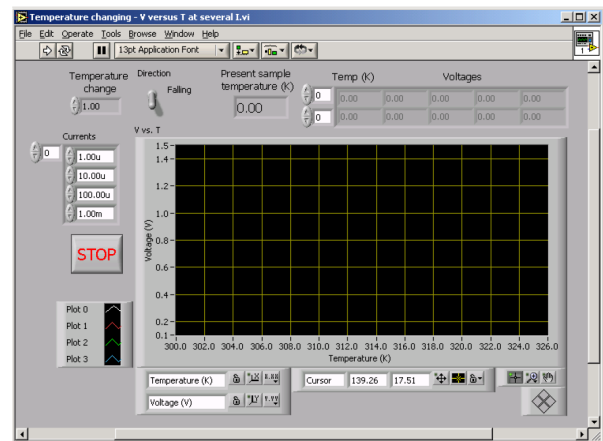 Temperature changing - V versus T at several I.vi
File Edit Operate Tools Browse Window Help
13pt Application Font
1
Temperature change
1.00
Direction
Falling
Present sample temperature (K)
0.00
Temp (K) Voltages
0 0.00 0.00 0.00 0.00 0.00
0 0.00 0.00 0.00 0.00 0.00
Currents
0
1.00u
10.00u
100.00u
1.00m
STOP
Plot 0
Plot 1
Plot 2
Plot 3
V vs. T
Voltage (V)
1.5
1.4
1.2
1.0
0.8
0.6
0.4
0.2
0.1
300.0 302.0 304.0 306.0 308.0 310.0 312.0 314.0 316.0 318.0 320.0 322.0 324.0 326.0
Temperature (K)
Temperature (K) X X.XX
Voltage (V) Y Y.YY
Cursor 139.26 17.51